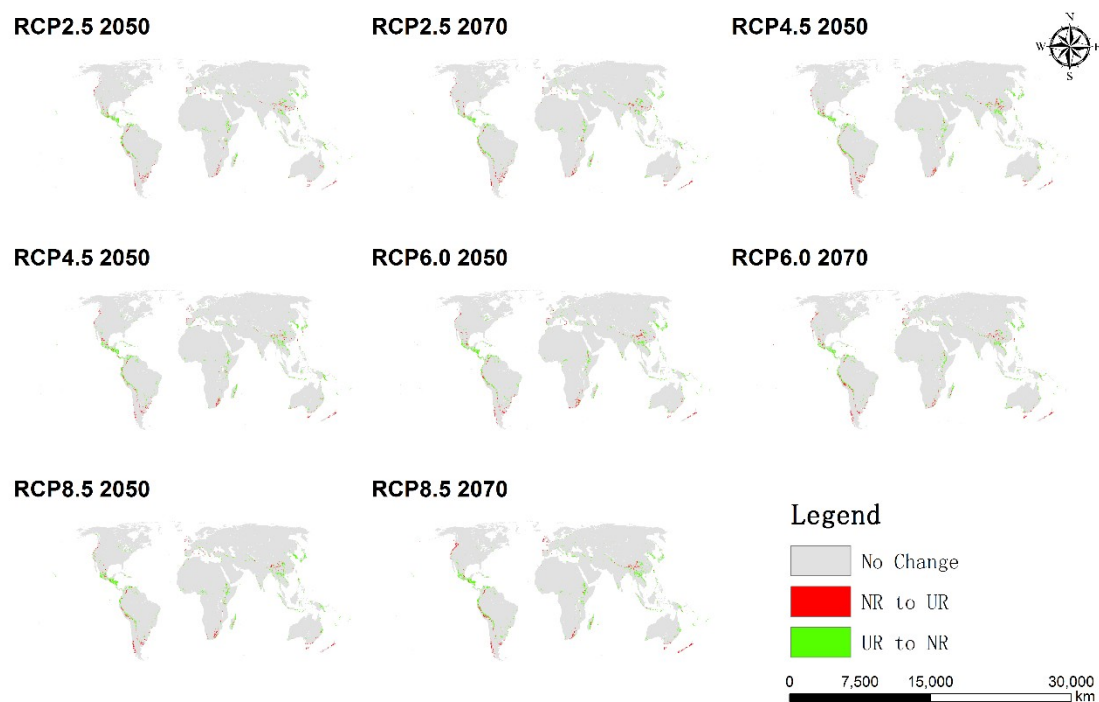 RCP2.5 2050
RCP2.5 2070
RCP4.5 2050
N
W
E
S
RCP4.5 2050
RCP6.0 2050
RCP6.0 2070
RCP8.5 2050
RCP8.5 2070
Legend
No Change
NR to UR
UR to NR
0 7,500 15,000 30,000
km